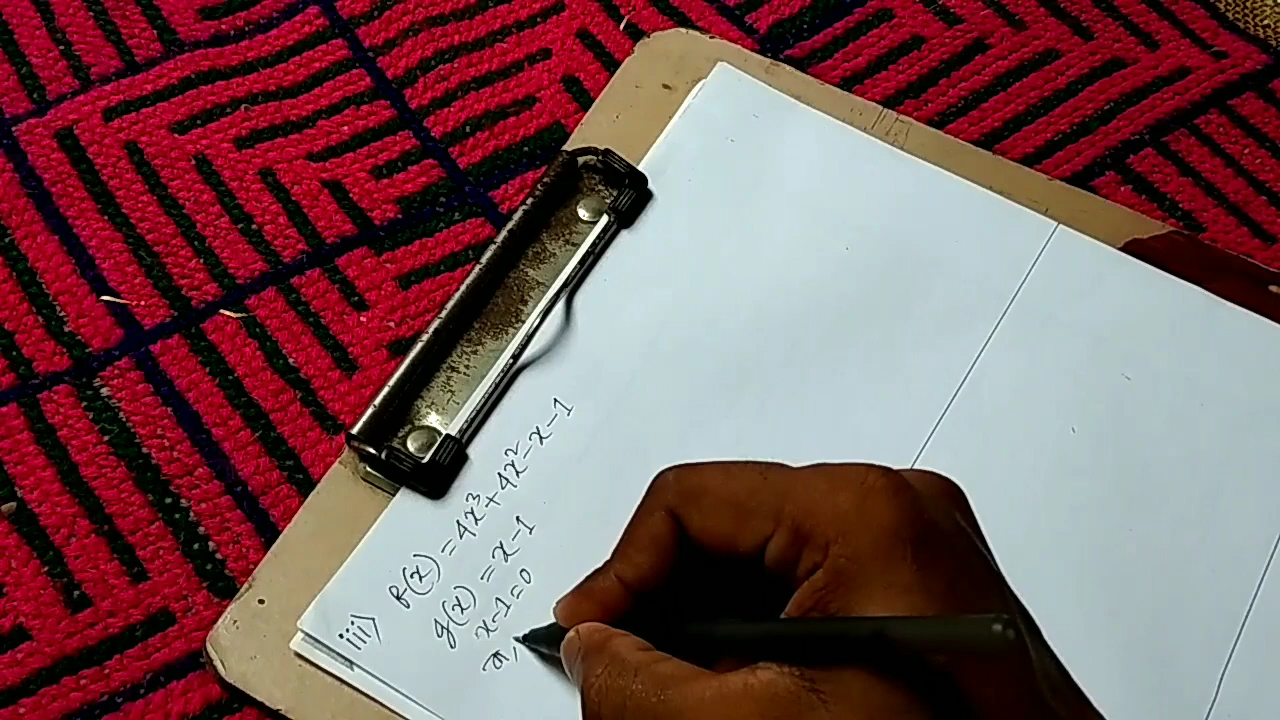 iii) P(x) = 4x³ + 4x² - x - 1
g(x) = x - 1
x - 1 = 0
x